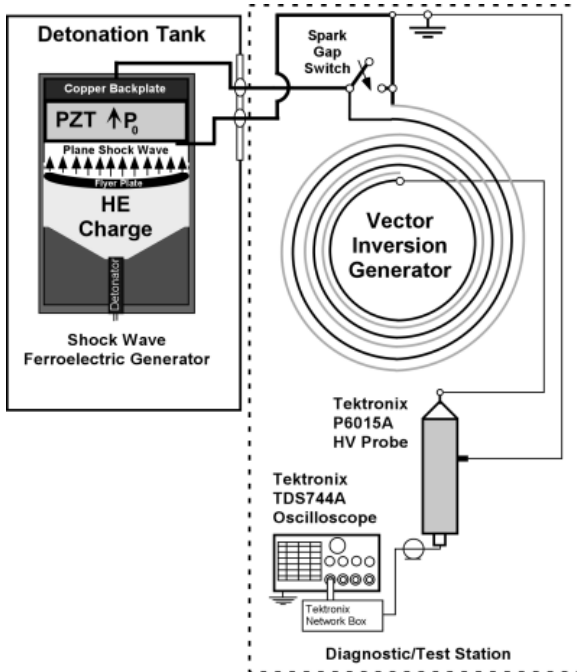 Detonation Tank
Copper Backplate
PZT ↑P₀
Plane Shock Wave
Flyer Plate
HE
Charge
Detonator
Shock Wave
Ferroelectric Generator
Spark
Gap
Switch
Vector
Inversion
Generator
Tektronix
P6015A
HV Probe
Tektronix
TDS744A
Oscilloscope
Tektronix
Network Box
Diagnostic/Test Station